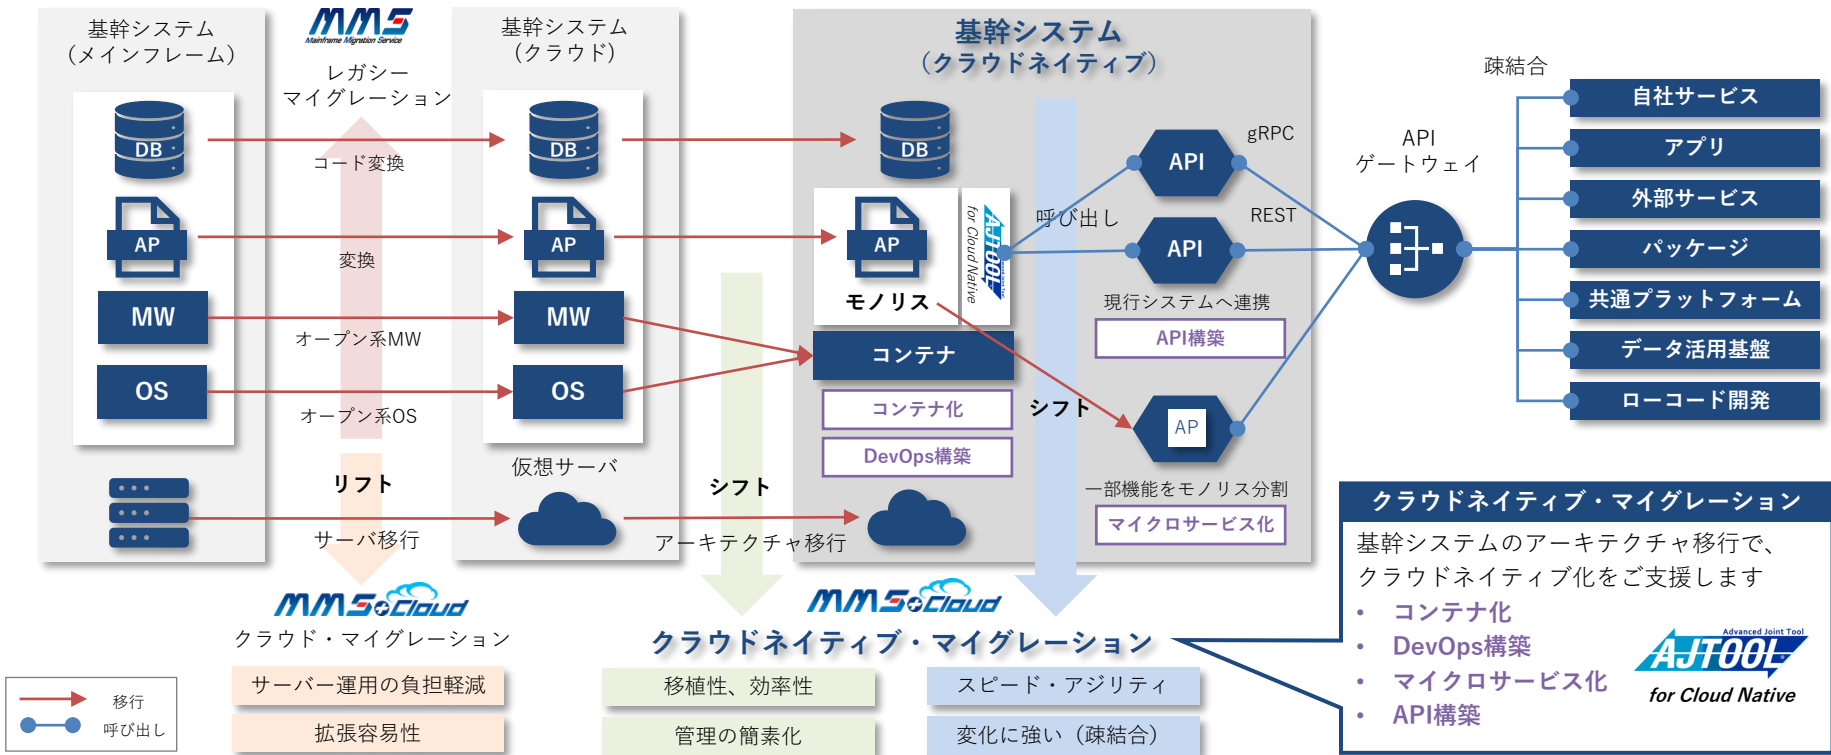 基幹システム
（メインフレーム）
DB
AP
MW
OS
MMS
Mainframe Migration Service
レガシー
マイグレーション
コード変換
変換
オープン系MW
オープン系OS
リフト
サーバ移行
基幹システム
（クラウド）
DB
AP
MW
OS
仮想サーバ
シフト
アーキテクチャ移行
基幹システム
（クラウドネイティブ）
DB
AP
モノリス
AJTOOL
for Cloud Native
コンテナ
コンテナ化
DevOps構築
呼び出し
シフト
API
gRPC
API
REST
現行システムへ連携
API構築
AP
一部機能をモノリス分割
マイクロサービス化
API
ゲートウェイ
疎結合
自社サービス
アプリ
外部サービス
パッケージ
共通プラットフォーム
データ活用基盤
ローコード開発
MMS Cloud
クラウド・マイグレーション
サーバー運用の負担軽減
拡張容易性
MMS Cloud
クラウドネイティブ・マイグレーション
移植性、効率性
管理の簡素化
スピード・アジリティ
変化に強い（疎結合）
クラウドネイティブ・マイグレーション
基幹システムのアーキテクチャ移行で、
クラウドネイティブ化をご支援します
• コンテナ化
• DevOps構築
• マイクロサービス化
• API構築
Advanced Joint Tool
AJTOOL
for Cloud Native
移行
呼び出し